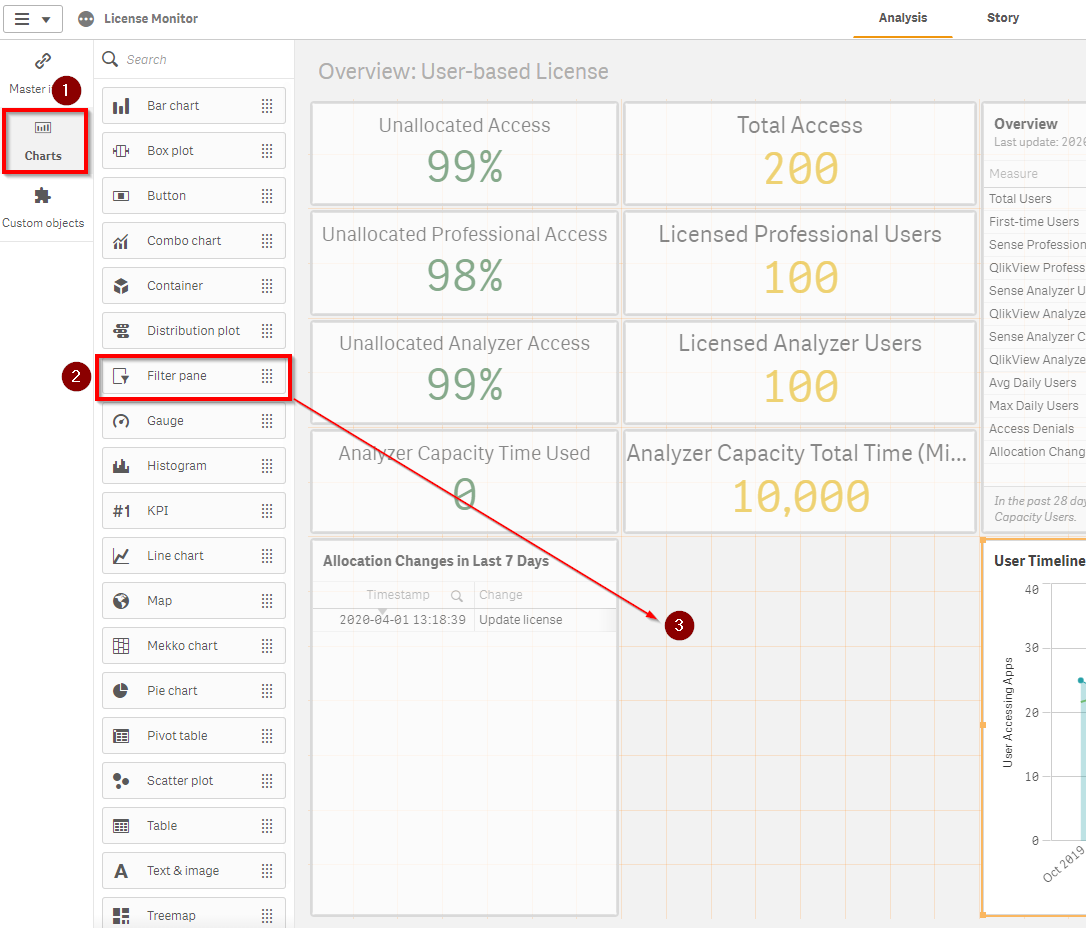 License Monitor
Analysis
Story
Master i
1
Charts
Custom objects
Search
Bar chart
Box plot
Button
Combo chart
Container
Distribution plot
2
Filter pane
Gauge
Histogram
#1 KPI
Line chart
Map
Mekko chart
Pie chart
Pivot table
Scatter plot
Table
A Text & image
Treemap
Overview: User-based License
Unallocated Access
99%
Total Access
200
Unallocated Professional Access
98%
Licensed Professional Users
100
Unallocated Analyzer Access
99%
Licensed Analyzer Users
100
Analyzer Capacity Time Used
0
Analyzer Capacity Total Time (Mi...
10,000
Overview
Last update: 2020
Measure
Total Users
First-time Users
Sense Profession
QlikView Profess
Sense Analyzer U
QlikView Analyze
Sense Analyzer C
QlikView Analyze
Avg Daily Users
Max Daily Users
Access Denials
Allocation Chang
In the past 28 day
Capacity Users.
Allocation Changes in Last 7 Days
Timestamp Change
2020-04-01 13:18:39 Update license
3
User Timeline
User Accessing Apps
40
30
20
10
0
Oct 2019